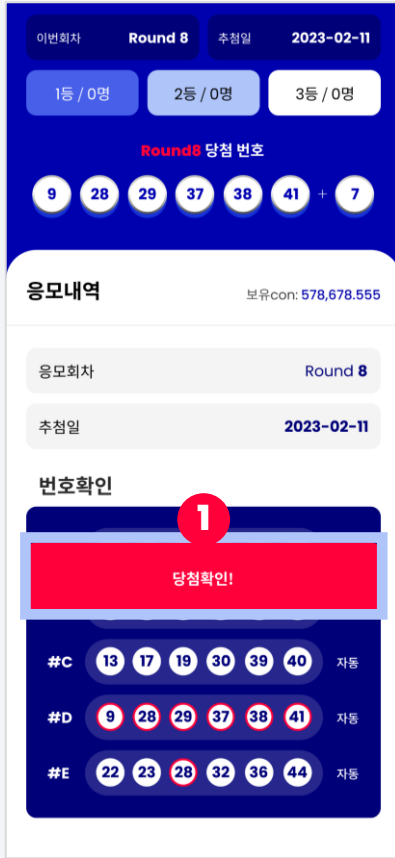 이번회차 Round 8 추첨일 2023-02-11
1등 / 0명 2등 / 0명 3등 / 0명
Round8 당첨 번호
9 28 29 37 38 41 + 7
응모내역 보유con: 578,678.555
응모회차 Round 8
추첨일 2023-02-11
번호확인
1
당첨확인!
#C 13 17 19 30 39 40 자동
#D 9 28 29 37 38 41 자동
#E 22 23 28 32 36 44 자동